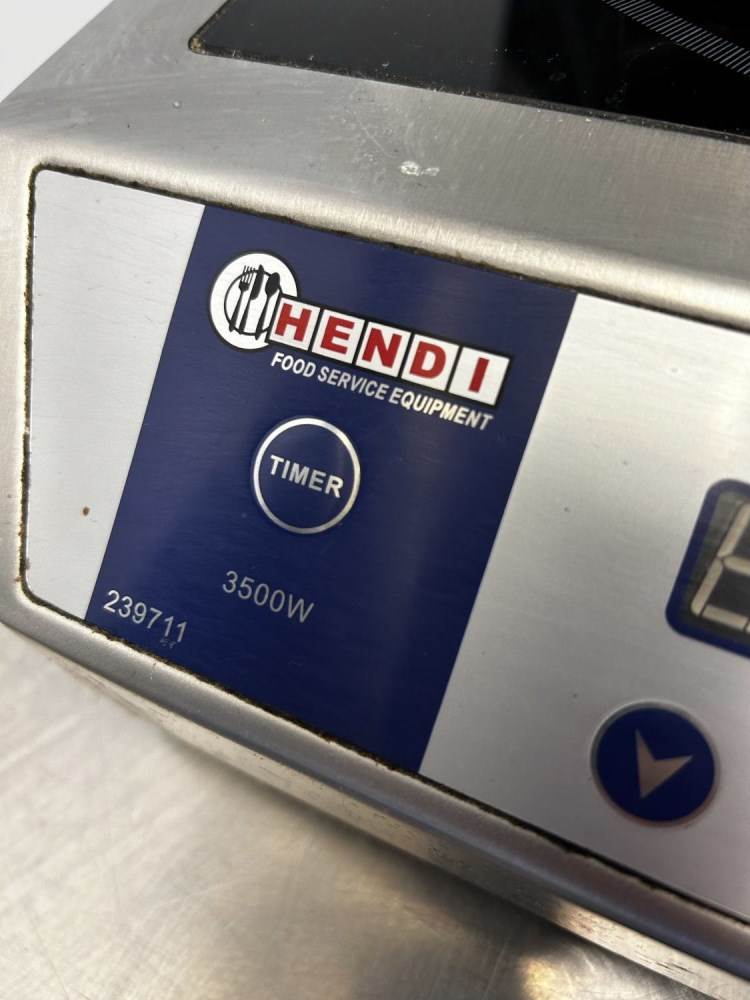 HENDI
FOOD SERVICE EQUIPMENT
TIMER
3500W
239711